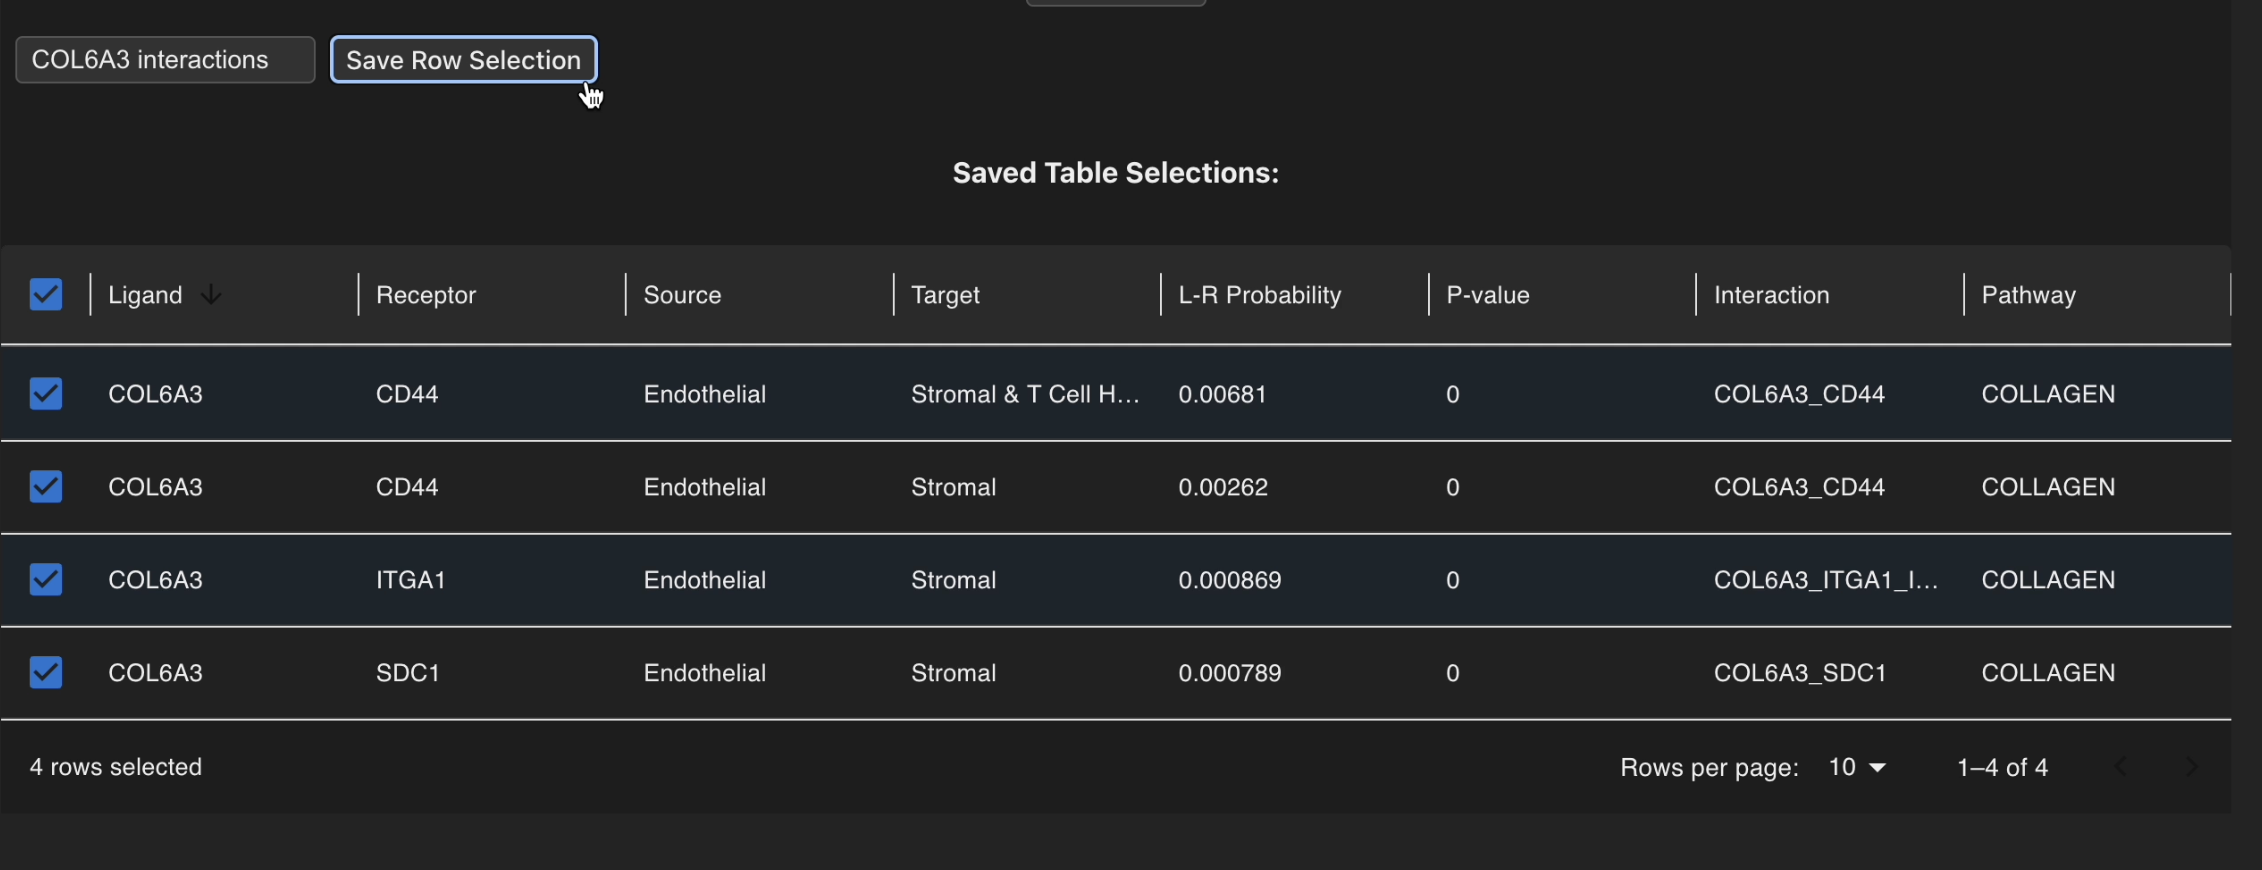 COL6A3 interactions Save Row Selection
Saved Table Selections:
Ligand Receptor Source Target L-R Probability P-value Interaction Pathway
COL6A3 CD44 Endothelial Stromal & T Cell H... 0.00681 0 COL6A3_CD44 COLLAGEN
COL6A3 CD44 Endothelial Stromal 0.00262 0 COL6A3_CD44 COLLAGEN
COL6A3 ITGA1 Endothelial Stromal 0.000869 0 COL6A3_ITGA1_I... COLLAGEN
COL6A3 SDC1 Endothelial Stromal 0.000789 0 COL6A3_SDC1 COLLAGEN
4 rows selected Rows per page: 10 1–4 of 4